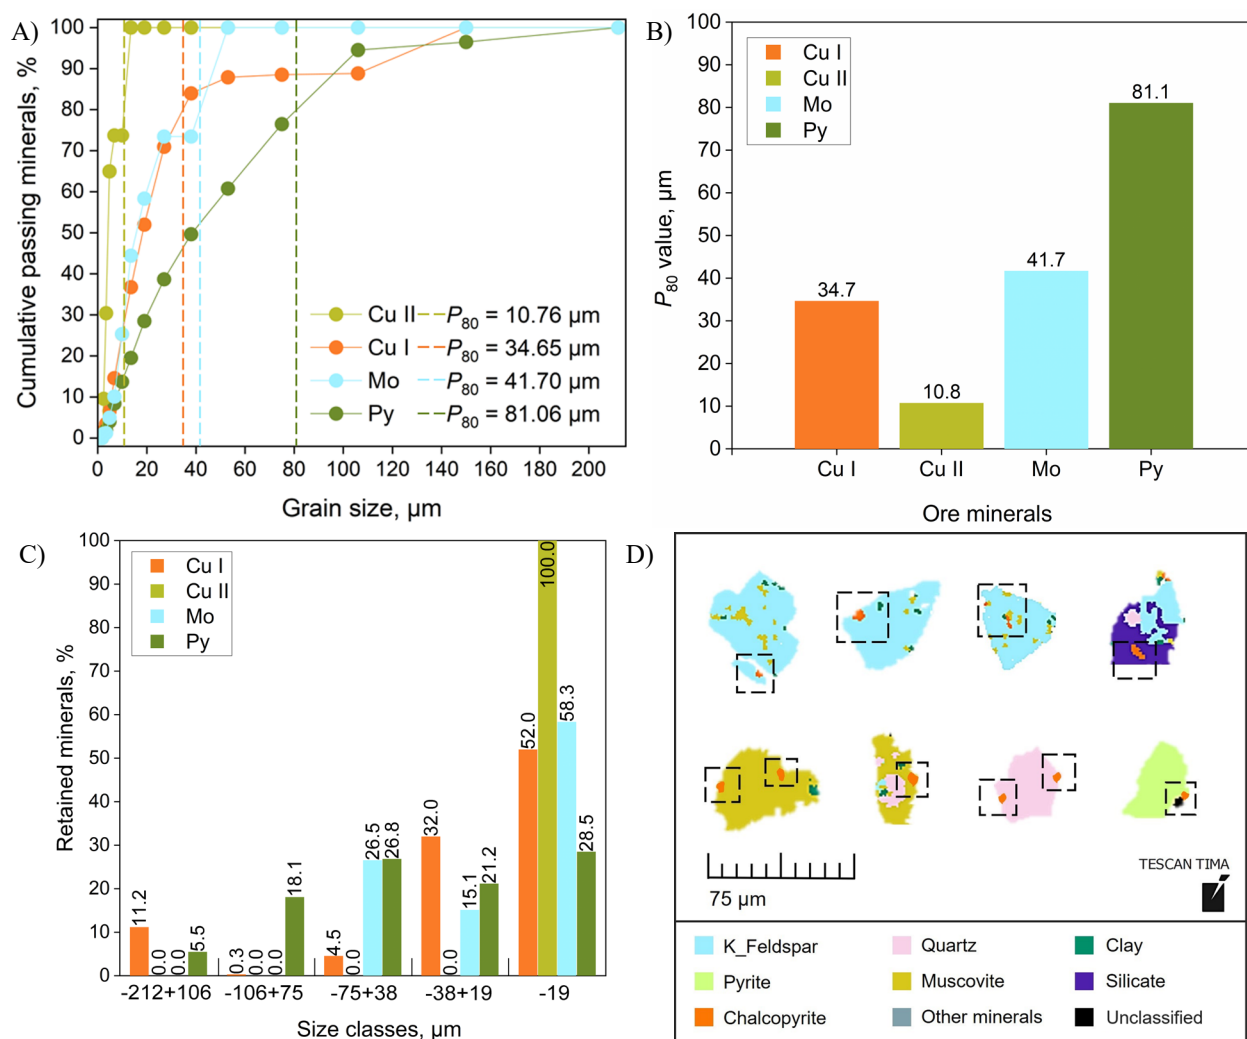 A)
100
90
80
70
60
50
40
30
20
10
0
Cumulative passing minerals, %
Cu II P80 = 10.76 µm
Cu I P80 = 34.65 µm
Mo P80 = 41.70 µm
Py P80 = 81.06 µm
0 20 40 60 80 100 120 140 160 180 200
Grain size, µm
B)
100
90
80
70
60
50
40
30
20
10
0
P80 value, µm
Cu I
Cu II
Mo
Py
34.7
10.8
41.7
81.1
Cu I Cu II Mo Py
Ore minerals
C)
100
90
80
70
60
50
40
30
20
10
0
Retained minerals, %
Cu I
Cu II
Mo
Py
11.2 0.0 0.0 5.5
0.3 0.0 0.0 18.1
4.5 0.0 26.5 26.8
32.0 0.0 15.1 21.2
52.0 100.0 58.3 28.5
-212+106 -106+75 -75+38 -38+19 -19
Size classes, µm
D)
75 µm
TESCAN TIMA
K_Feldspar Quartz Clay
Pyrite Muscovite Silicate
Chalcopyrite Other minerals Unclassified